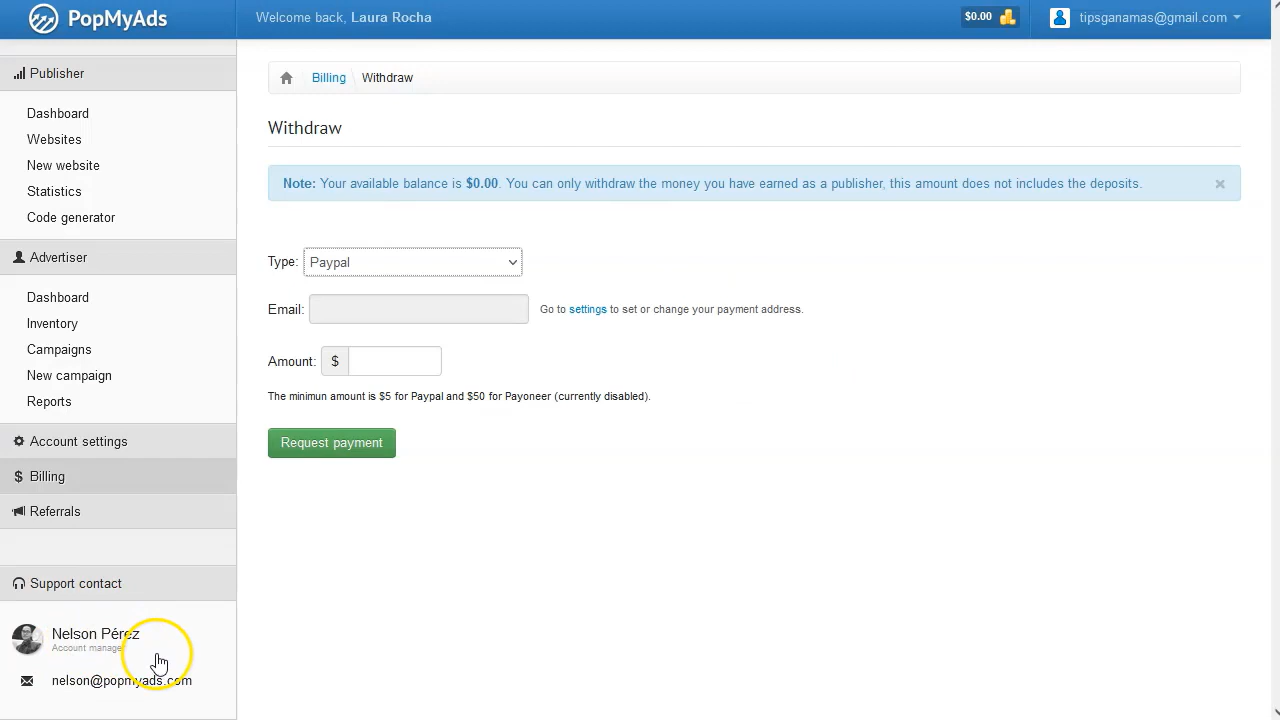 PopMyAds
Welcome back, Laura Rocha
$0.00
tipsganamas@gmail.com
Publisher
Dashboard
Websites
New website
Statistics
Code generator
Advertiser
Dashboard
Inventory
Campaigns
New campaign
Reports
Account settings
$ Billing
Referrals
Support contact
Nelson Pérez
Account manager
nelson@popmyads.com
Billing
Withdraw
Withdraw
Note: Your available balance is $0.00. You can only withdraw the money you have earned as a publisher, this amount does not includes the deposits. ×
Type: Paypal
Email: Go to settings to set or change your payment address.
Amount: $
The minimun amount is $5 for Paypal and $50 for Payoneer (currently disabled).
Request payment